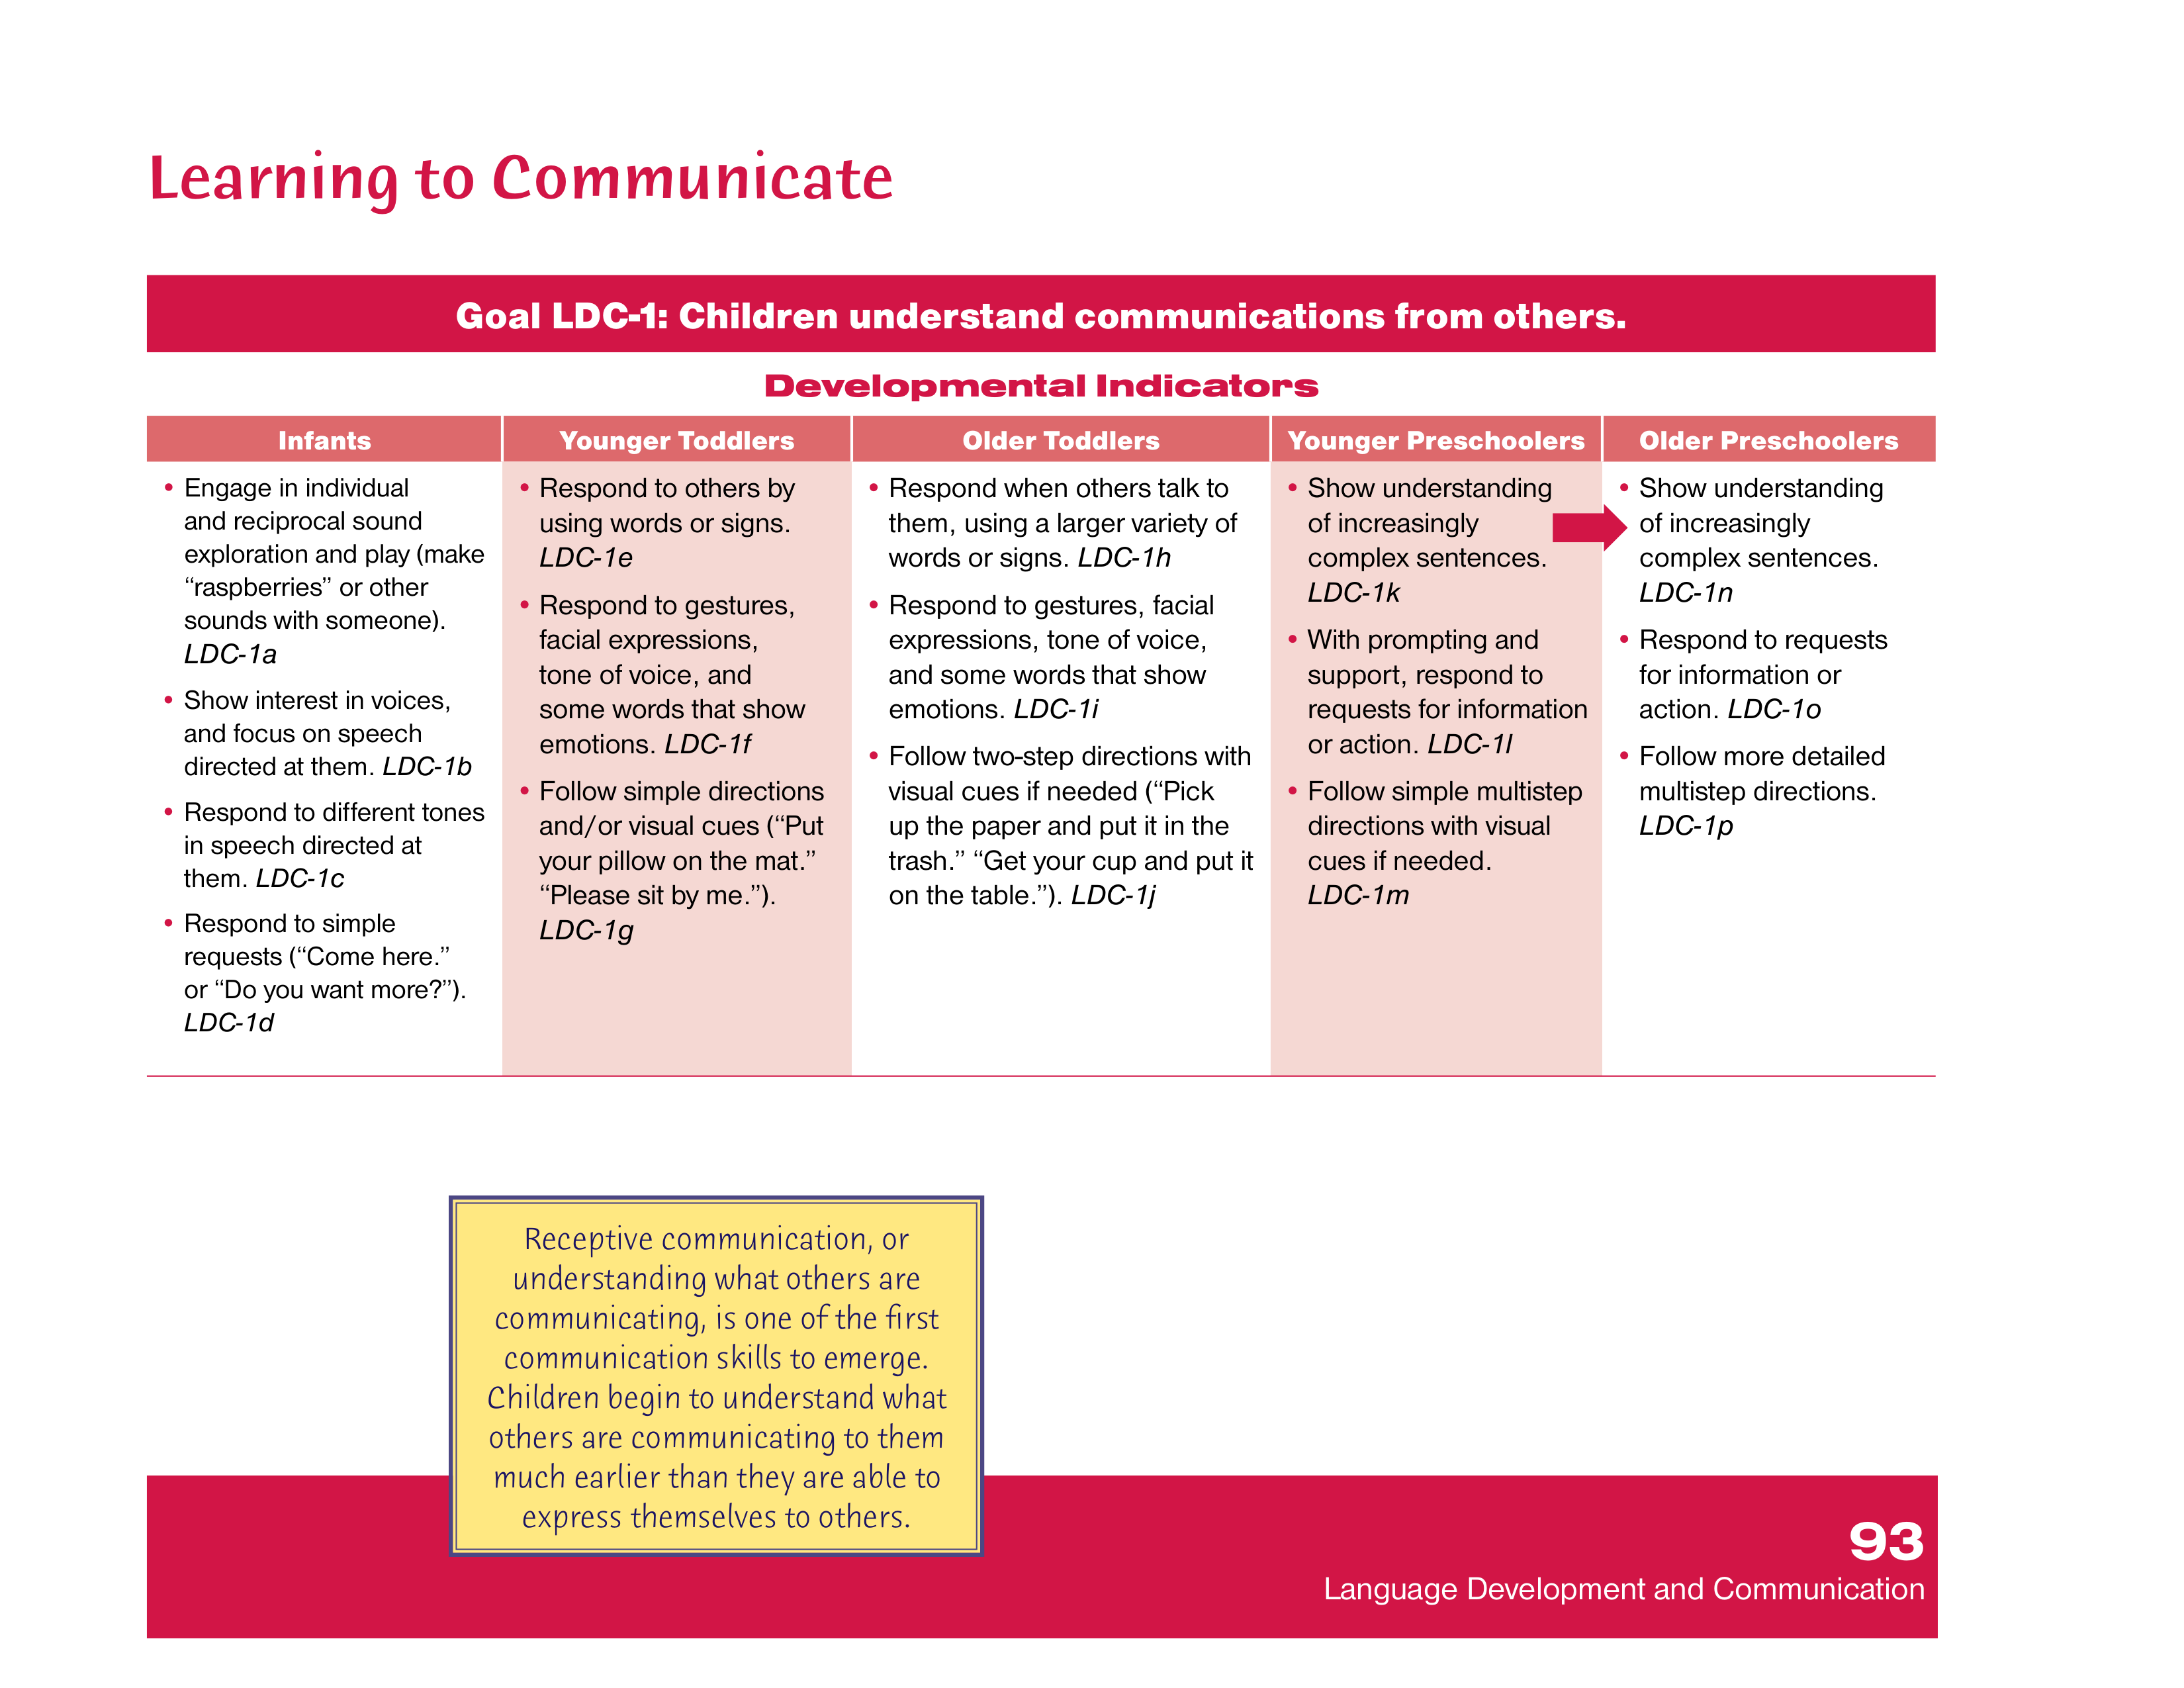 Learning to Communicate
Goal LDC-1: Children understand communications from others.
Developmental Indicators
Infants
• Engage in individual
and reciprocal sound
exploration and play (make
“raspberries” or other
sounds with someone).
LDC-1a
• Show interest in voices,
and focus on speech
directed at them. LDC-1b
• Respond to different tones
in speech directed at
them. LDC-1c
• Respond to simple
requests (“Come here.”
or “Do you want more?”).
LDC-1d
Younger Toddlers
• Respond to others by
using words or signs.
LDC-1e
• Respond to gestures,
facial expressions,
tone of voice, and
some words that show
emotions. LDC-1f
• Follow simple directions
and/or visual cues (“Put
your pillow on the mat.”
“Please sit by me.”).
LDC-1g
Older Toddlers
• Respond when others talk to
them, using a larger variety of
words or signs. LDC-1h
• Respond to gestures, facial
expressions, tone of voice,
and some words that show
emotions. LDC-1i
• Follow two-step directions with
visual cues if needed (“Pick
up the paper and put it in the
trash.” “Get your cup and put it
on the table.”). LDC-1j
Younger Preschoolers
• Show understanding
of increasingly
complex sentences.
LDC-1k
• With prompting and
support, respond to
requests for information
or action. LDC-1l
• Follow simple multistep
directions with visual
cues if needed.
LDC-1m
Older Preschoolers
• Show understanding
of increasingly
complex sentences.
LDC-1n
• Respond to requests
for information or
action. LDC-1o
• Follow more detailed
multistep directions.
LDC-1p
Receptive communication, or
understanding what others are
communicating, is one of the first
communication skills to emerge.
Children begin to understand what
others are communicating to them
much earlier than they are able to
express themselves to others.
93
Language Development and Communication